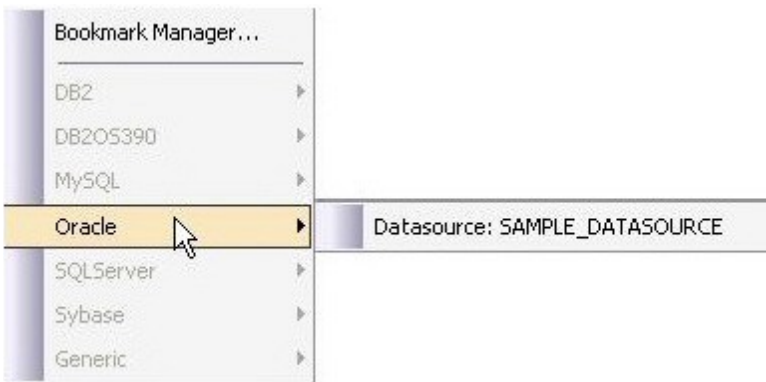 Bookmark Manager...
DB2
DB2OS390
MySQL
Oracle
Datasource: SAMPLE_DATASOURCE
SQLServer
Sybase
Generic